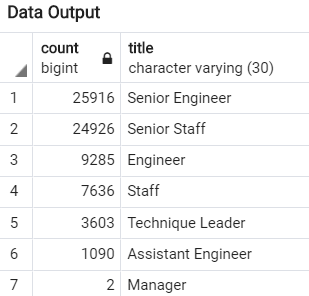 Data Output
count title
bigint character varying (30)
1 25916 Senior Engineer
2 24926 Senior Staff
3 9285 Engineer
4 7636 Staff
5 3603 Technique Leader
6 1090 Assistant Engineer
7 2 Manager